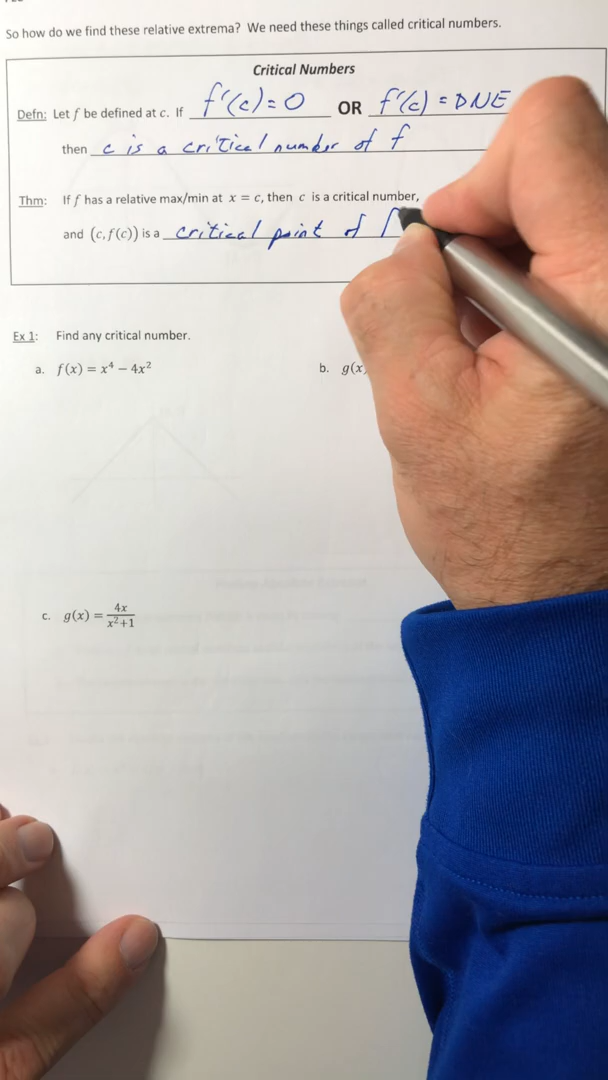 So how do we find these relative extrema? We need these things called critical numbers.
Critical Numbers
Defn: Let f be defined at c. If f'(c) = 0 OR f'(c) = DNE
then c is a critical number of f
Thm: If f has a relative max/min at x = c, then c is a critical number,
and (c, f(c)) is a critical point of f
Ex 1: Find any critical number.
a. f(x) = x⁴ − 4x² b. g(x)
c. g(x) = 4x/(x²+1)